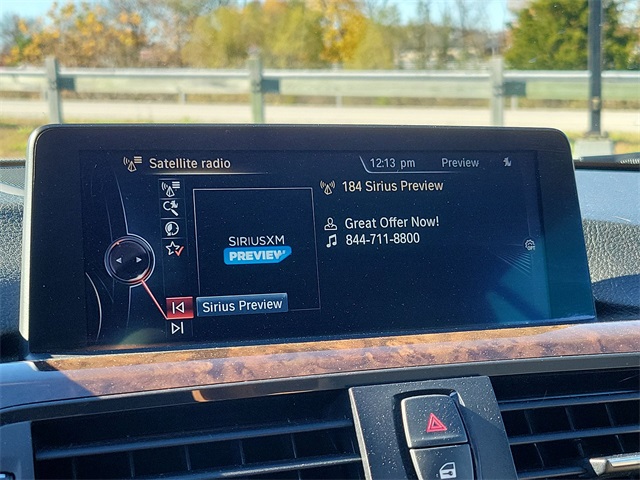 Satellite radio
12:13 pm
Preview
184 Sirius Preview
SIRIUSXM
PREVIEW
Great Offer Now!
844-711-8800
Sirius Preview